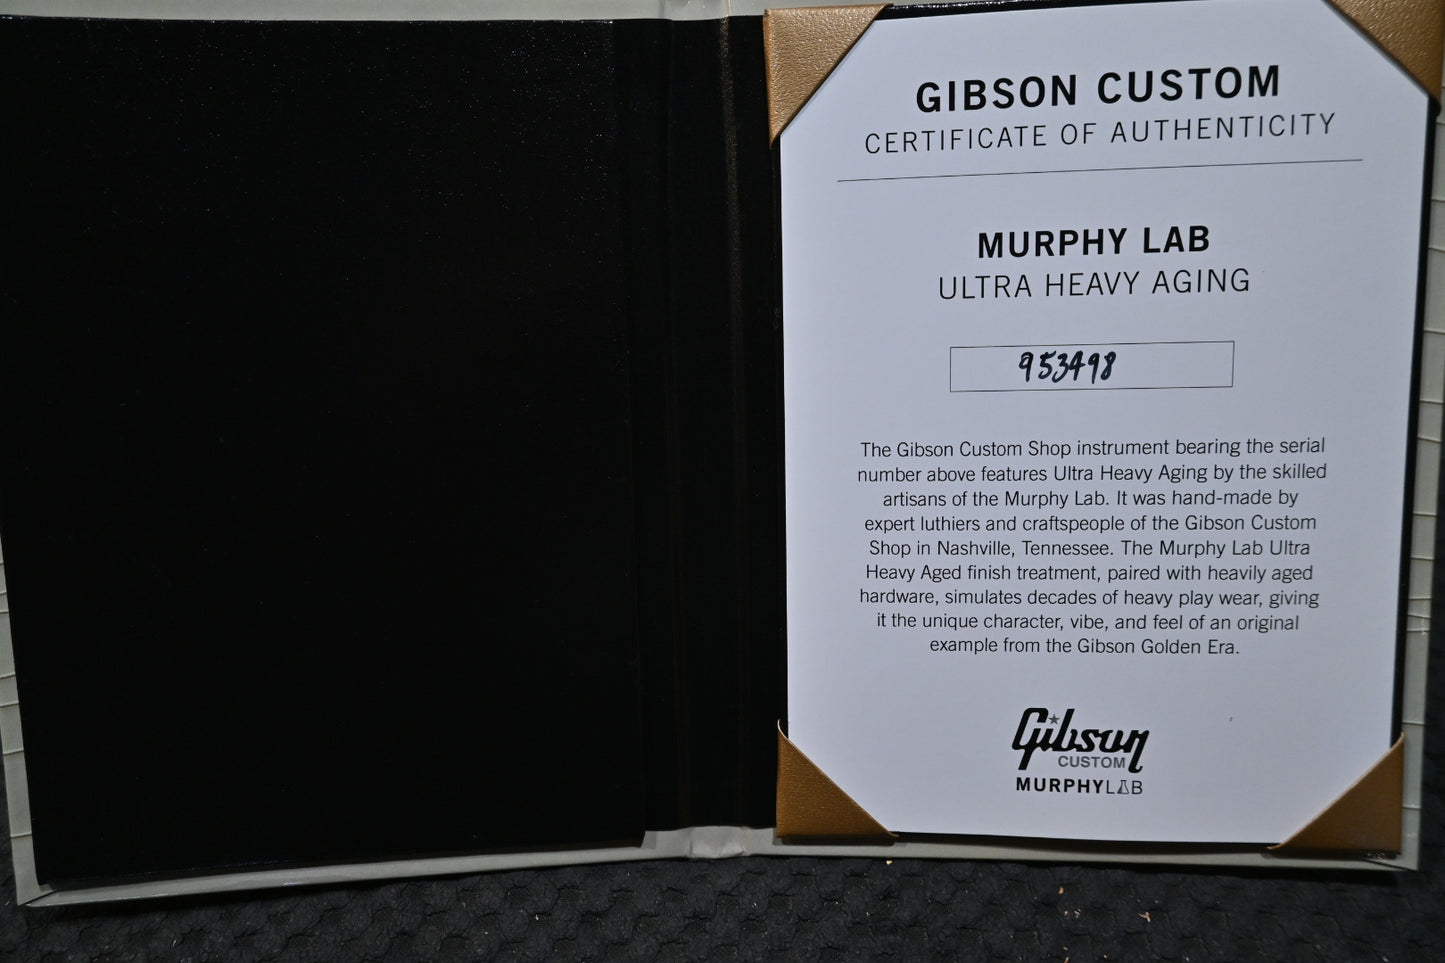 GIBSON CUSTOM
CERTIFICATE OF AUTHENTICITY
MURPHY LAB
ULTRA HEAVY AGING
953498
The Gibson Custom Shop instrument bearing the serial
number above features Ultra Heavy Aging by the skilled
artisans of the Murphy Lab. It was hand-made by
expert luthiers and craftspeople of the Gibson Custom
Shop in Nashville, Tennessee. The Murphy Lab Ultra
Heavy Aged finish treatment, paired with heavily aged
hardware, simulates decades of heavy play wear, giving
it the unique character, vibe, and feel of an original
example from the Gibson Golden Era.
Gibson
CUSTOM
MURPHYLAB